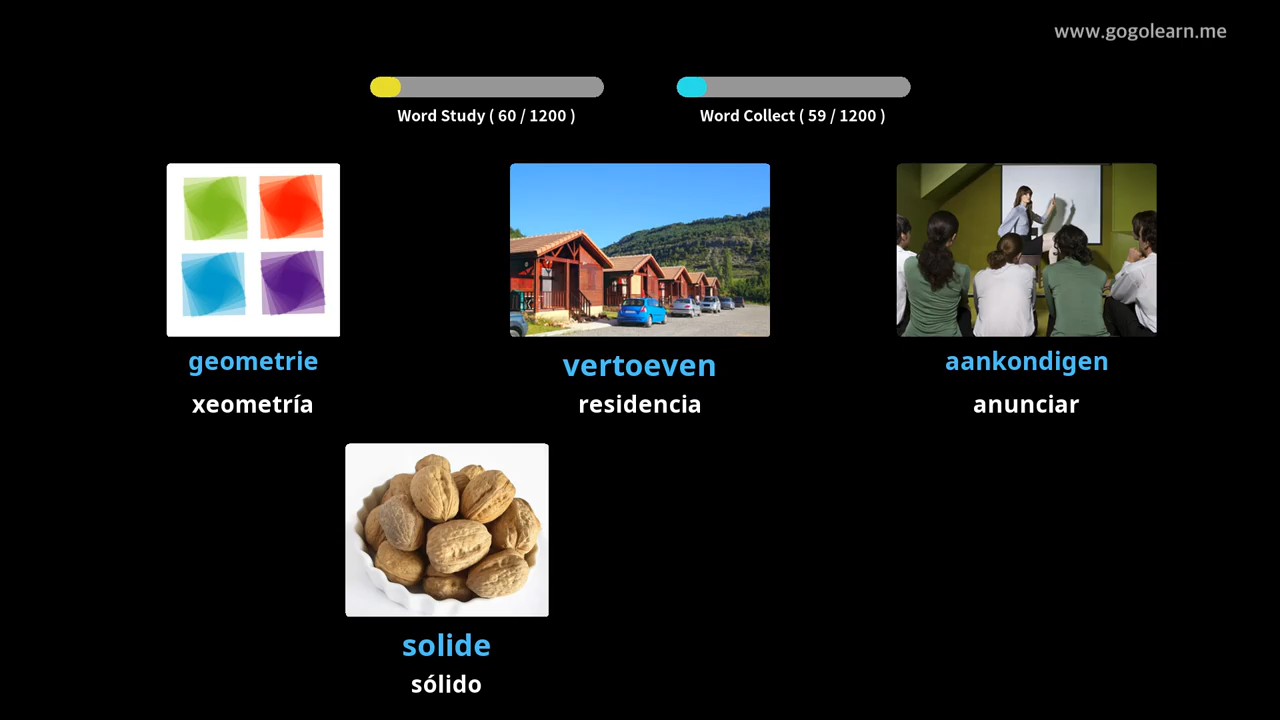 www.gogolearn.me
Word Study ( 60 / 1200 )
Word Collect ( 59 / 1200 )
geometrie
xeometría
vertoeven
residencia
aankondigen
anunciar
solide
sólido